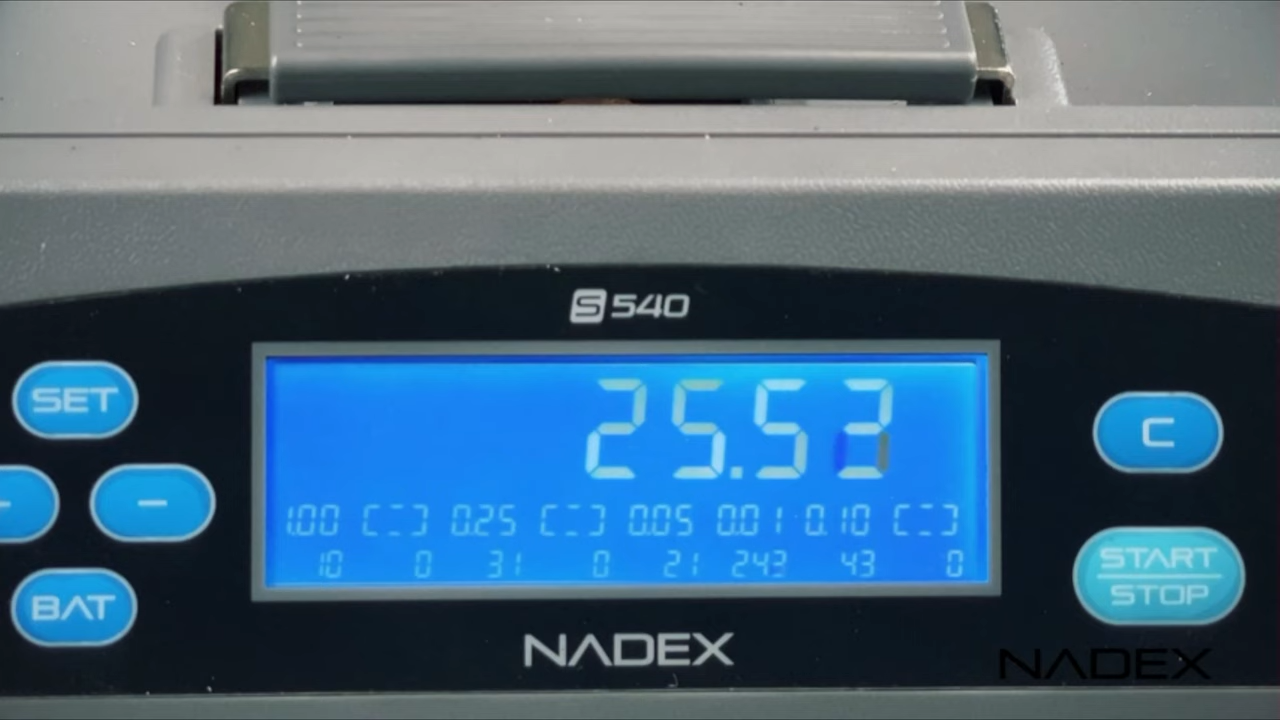 S 540
SET
25.53
C
−
1.00 [--] 0.25 [--] 0.05 0.01 0.10 [--]
10 0 31 0 21 243 43 0
START
STOP
BAT
NADEX
NADEX